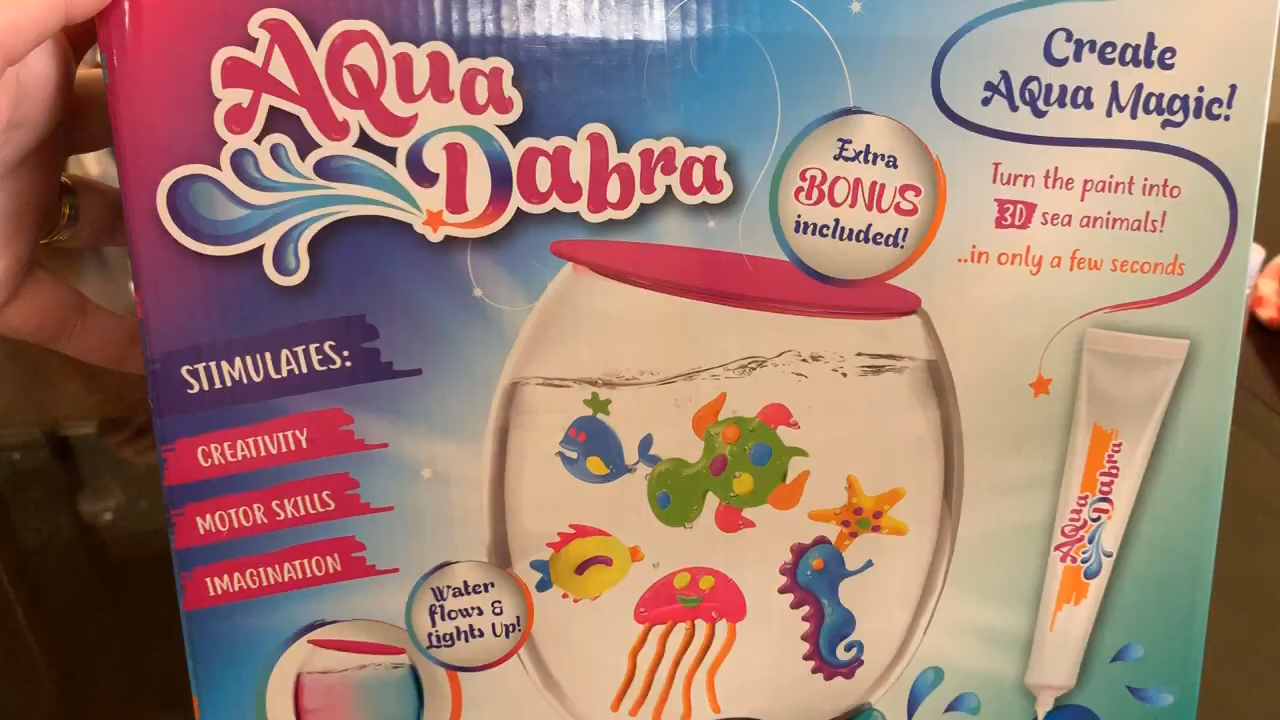 Aqua
Dabra
Extra
BONUS
included!
Create
Aqua Magic!
Turn the paint into
3D sea animals!
..in only a few seconds
STIMULATES:
CREATIVITY
MOTOR SKILLS
IMAGINATION
Water
flows &
Lights Up!
Aqua
Dabra